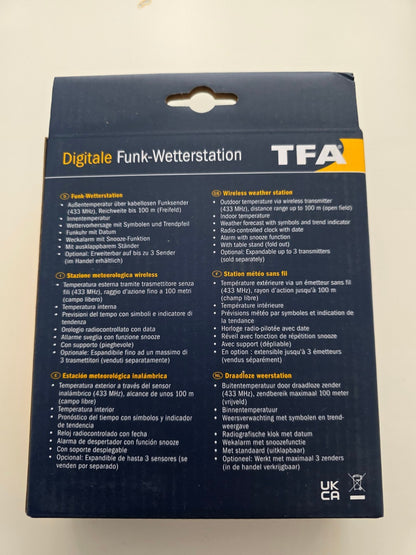 Digitale Funk-Wetterstation
TFA
D Funk-Wetterstation
• Außentemperatur über kabellosen Funksender
(433 MHz), Reichweite bis 100 m (Freifeld)
• Innentemperatur
• Wettervorhersage mit Symbolen und Trendpfeil
• Funkuhr mit Datum
• Weckalarm mit Snooze-Funktion
• Mit ausklappbarem Ständer
• Optional: Erweiterbar auf bis zu 3 Sender
(im Handel erhältlich)
I Stazione meteorologica wireless
• Temperatura esterna tramite trasmettitore senza
fili (433 MHz), raggio d'azione fino a 100 metri
(campo libero)
• Temperatura interna
• Previsioni del tempo con simboli e indicatore di
tendenza
• Orologio radiocontrollato con data
• Allarme sveglia con funzione snooze
• Con supporto (pieghevole)
• Opzionale: Espandibile fino ad un massimo di
3 trasmettitori (venduti separatamente)
E Estación meteorológica inalámbrica
• Temperatura exterior a través del sensor
inalámbrico (433 MHz), alcance de unos 100 m
(campo libre)
• Temperatura interior
• Pronóstico del tiempo con símbolos y indicador
de tendencia
• Reloj radiocontrolado con fecha
• Alarma de despertador con función snooze
• Con soporte desplegable
• Opcional: Expandible de hasta 3 sensores (se
venden por separado)
GB Wireless weather station
• Outdoor temperature via wireless transmitter
(433 MHz), distance range up to 100 m (open field)
• Indoor temperature
• Weather forecast with symbols and trend indicator
• Radio-controlled clock with date
• Alarm with snooze function
• With table stand (fold out)
• Optional: Expandable up to 3 transmitters
(sold separately)
F Station météo sans fil
• Température extérieure via un émetteur sans fil
(433 MHz), rayon d'action jusqu'à 100 m
(champ libre)
• Température intérieure
• Prévisions météo par symboles et indication de
la tendance
• Horloge radio-pilotée avec date
• Réveil avec fonction de répétition snooze
• Avec support (dépliable)
• En option : extensible jusqu'à 3 émetteurs
(vendus séparément)
NL Draadloze weerstation
• Buitentemperatuur door draadloze zender
(433 MHz), zendbereik maximaal 100 meter
(vrijveld)
• Binnentemperatuur
• Weersverwachting met symbolen en trend-
weergave
• Radiografische klok met datum
• Wekalarm met snoozefunctie
• Met standaard (uitklapbaar)
• Optioneel: Werkt met maximaal 3 zenders
(in de handel verkrijgbaar)
UK
CA